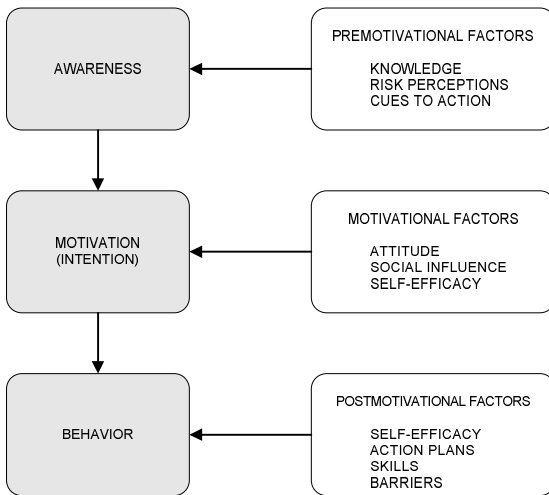 AWARENESS
PREMOTIVATIONAL FACTORS
KNOWLEDGE
RISK PERCEPTIONS
CUES TO ACTION
MOTIVATION
(INTENTION)
MOTIVATIONAL FACTORS
ATTITUDE
SOCIAL INFLUENCE
SELF-EFFICACY
BEHAVIOR
POSTMOTIVATIONAL FACTORS
SELF-EFFICACY
ACTION PLANS
SKILLS
BARRIERS